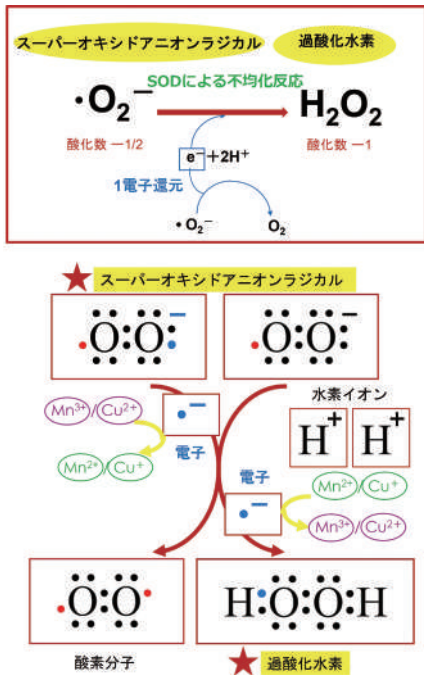 スーパーオキシドアニオンラジカル
過酸化水素
SODによる不均化反応
・O₂⁻
H₂O₂
酸化数 ー1/2
酸化数 ー1
e⁻+2H⁺
1電子還元
・O₂⁻
O₂
★スーパーオキシドアニオンラジカル
O:O:⁻
O:O:⁻
水素イオン
Mn³⁺/Cu²⁺
・⁻
H⁺
H⁺
Mn²⁺/Cu⁺
電子
電子
Mn²⁺/Cu⁺
・⁻
Mn³⁺/Cu²⁺
・O:O・
H:O:O:H
酸素分子
★ 過酸化水素